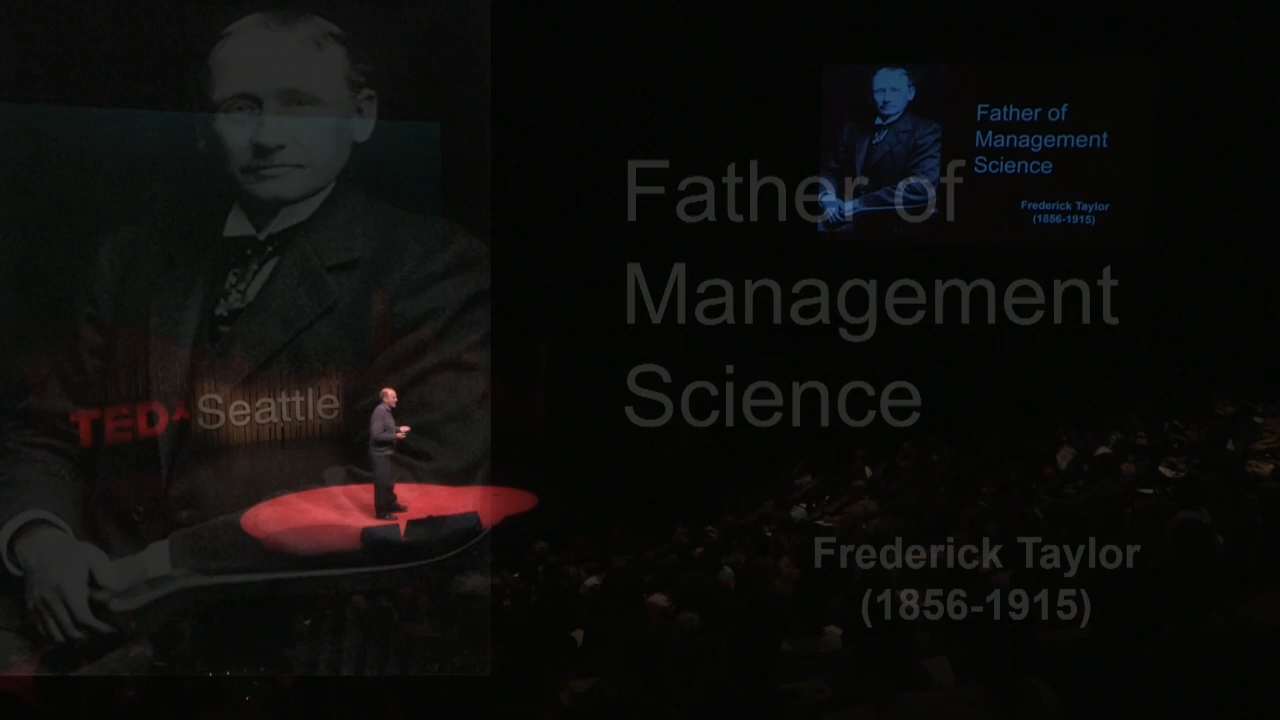 Father of
Management
Science
Frederick Taylor
(1856-1915)
Father of
Management
Science
Frederick Taylor
(1856-1915)
TEDx Seattle